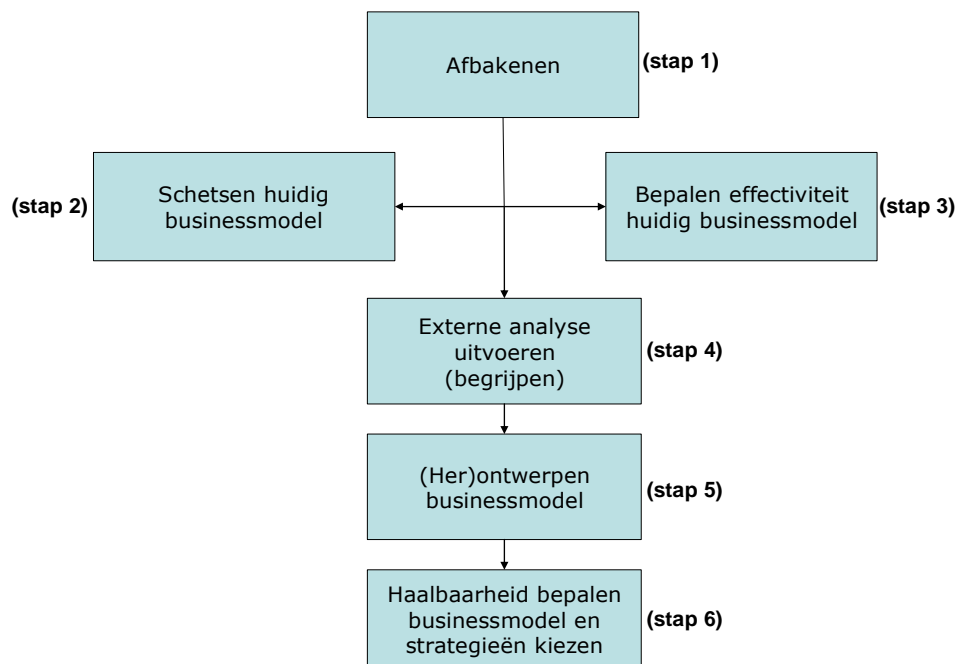 Afbakenen
(stap 1)
(stap 2)
Schetsen huidig
businessmodel
Bepalen effectiviteit
huidig businessmodel
(stap 3)
Externe analyse
uitvoeren
(begrijpen)
(stap 4)
(Her)ontwerpen
businessmodel
(stap 5)
Haalbaarheid bepalen
businessmodel en
strategieën kiezen
(stap 6)